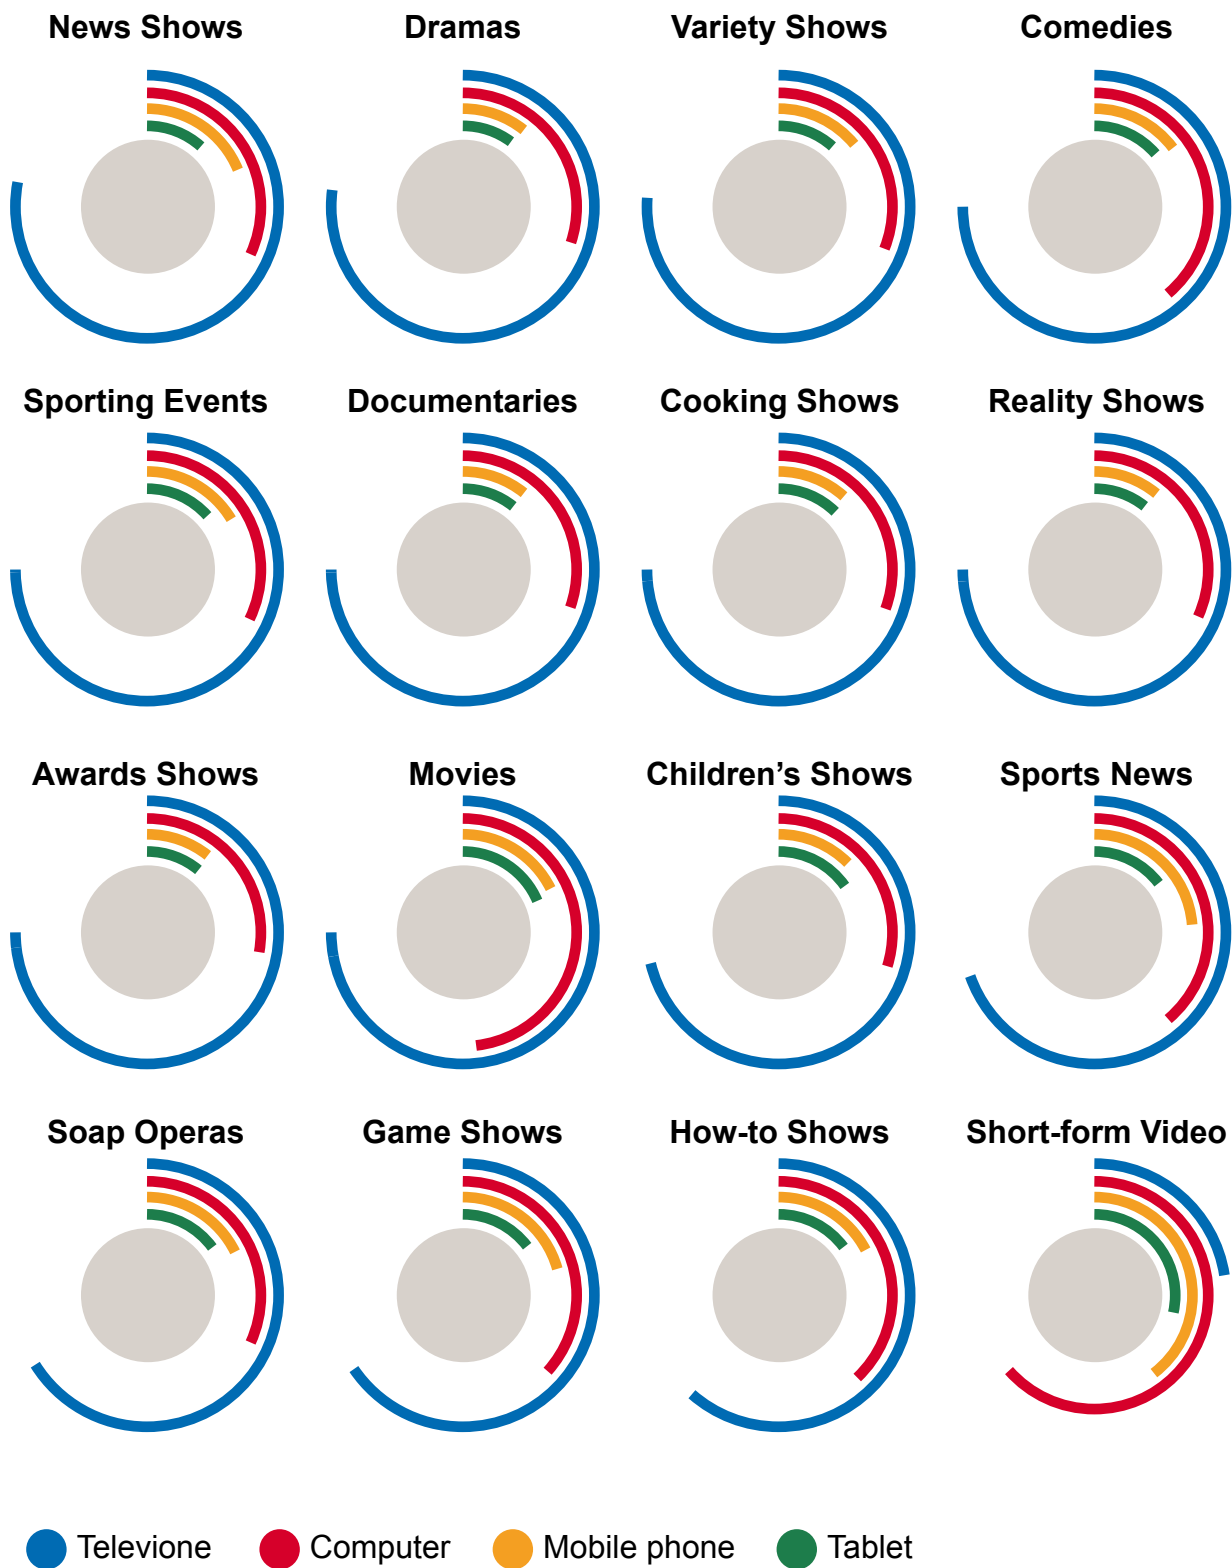 News Shows
Dramas
Variety Shows
Comedies
Sporting Events
Documentaries
Cooking Shows
Reality Shows
Awards Shows
Movies
Children’s Shows
Sports News
Soap Operas
Game Shows
How-to Shows
Short-form Video
Televione
Computer
Mobile phone
Tablet